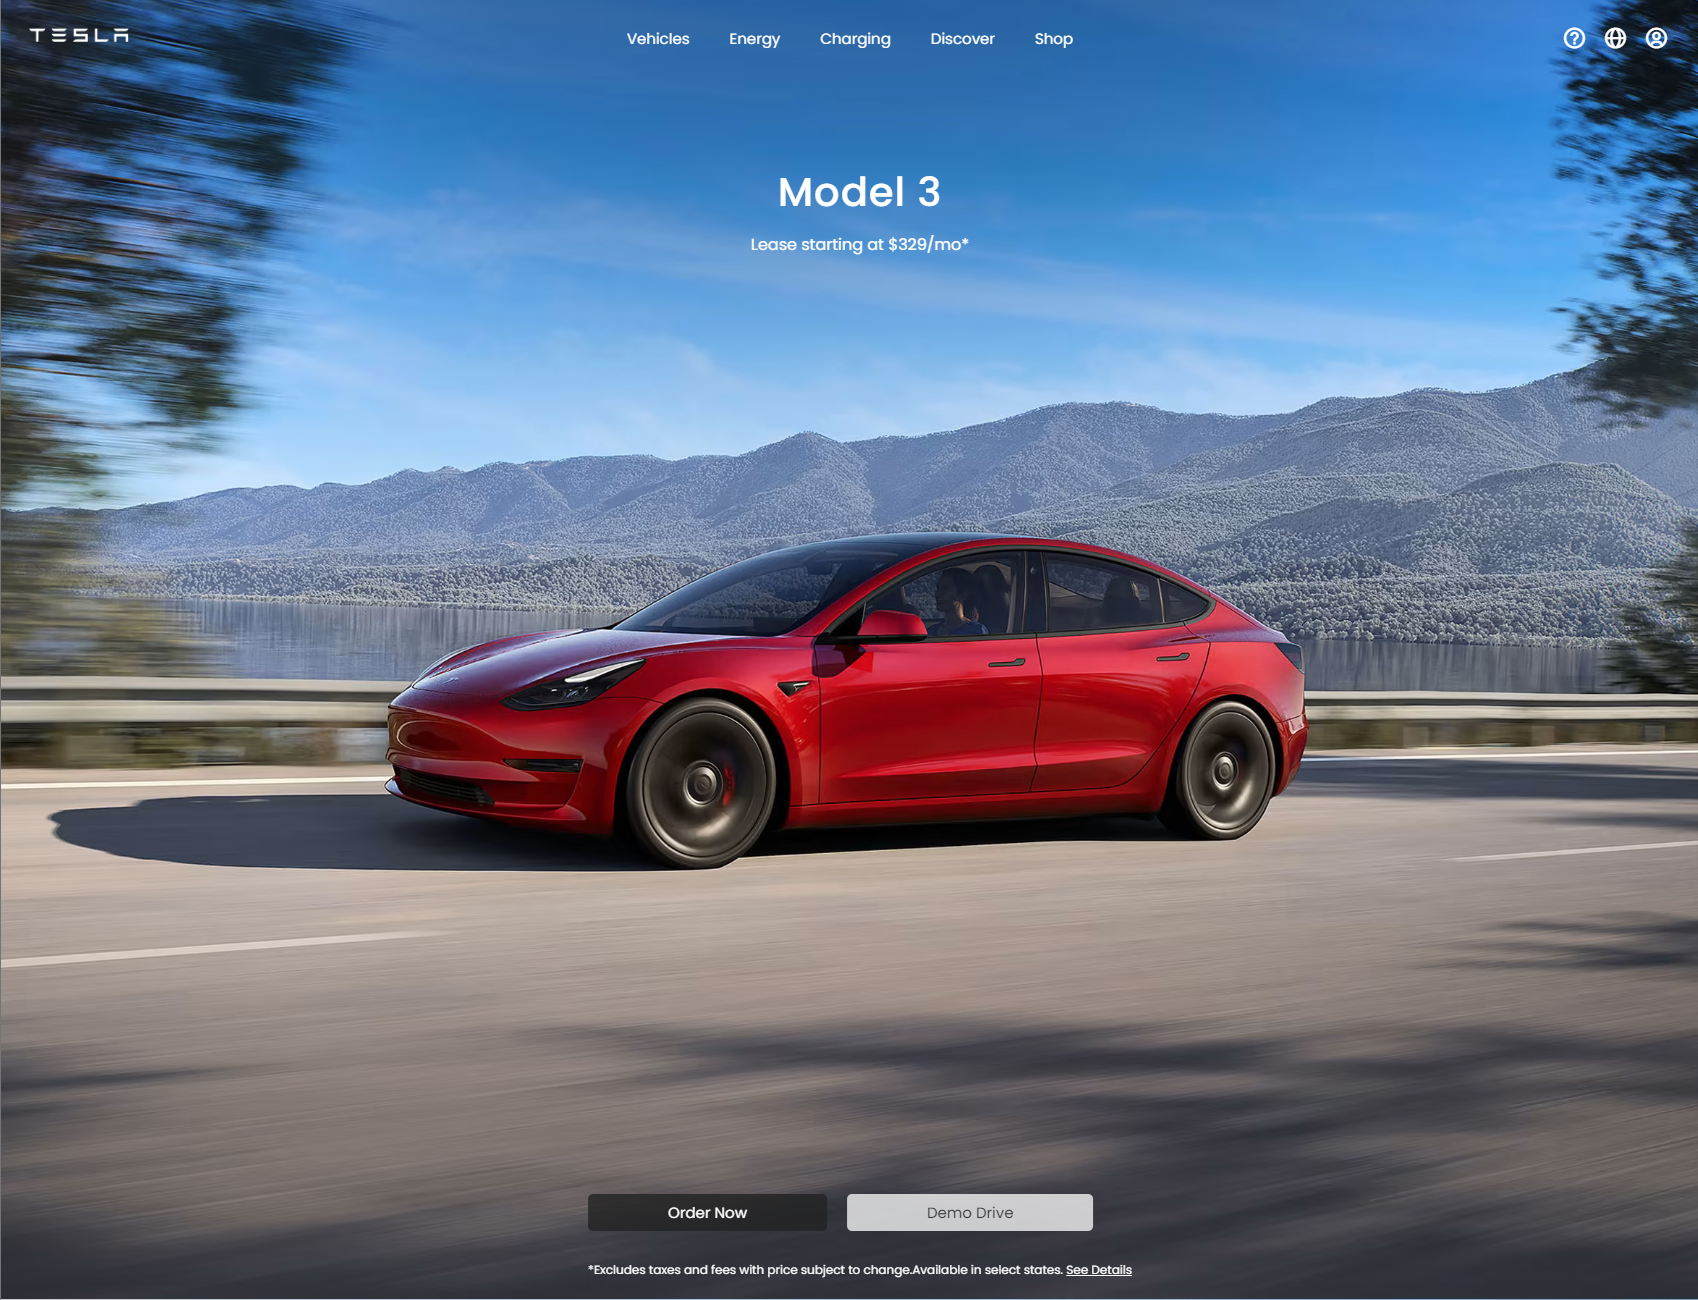 TESLA
Vehicles Energy Charging Discover Shop
Model 3
Lease starting at $329/mo*
Order Now
Demo Drive
*Excludes taxes and fees with price subject to change.Available in select states. See Details